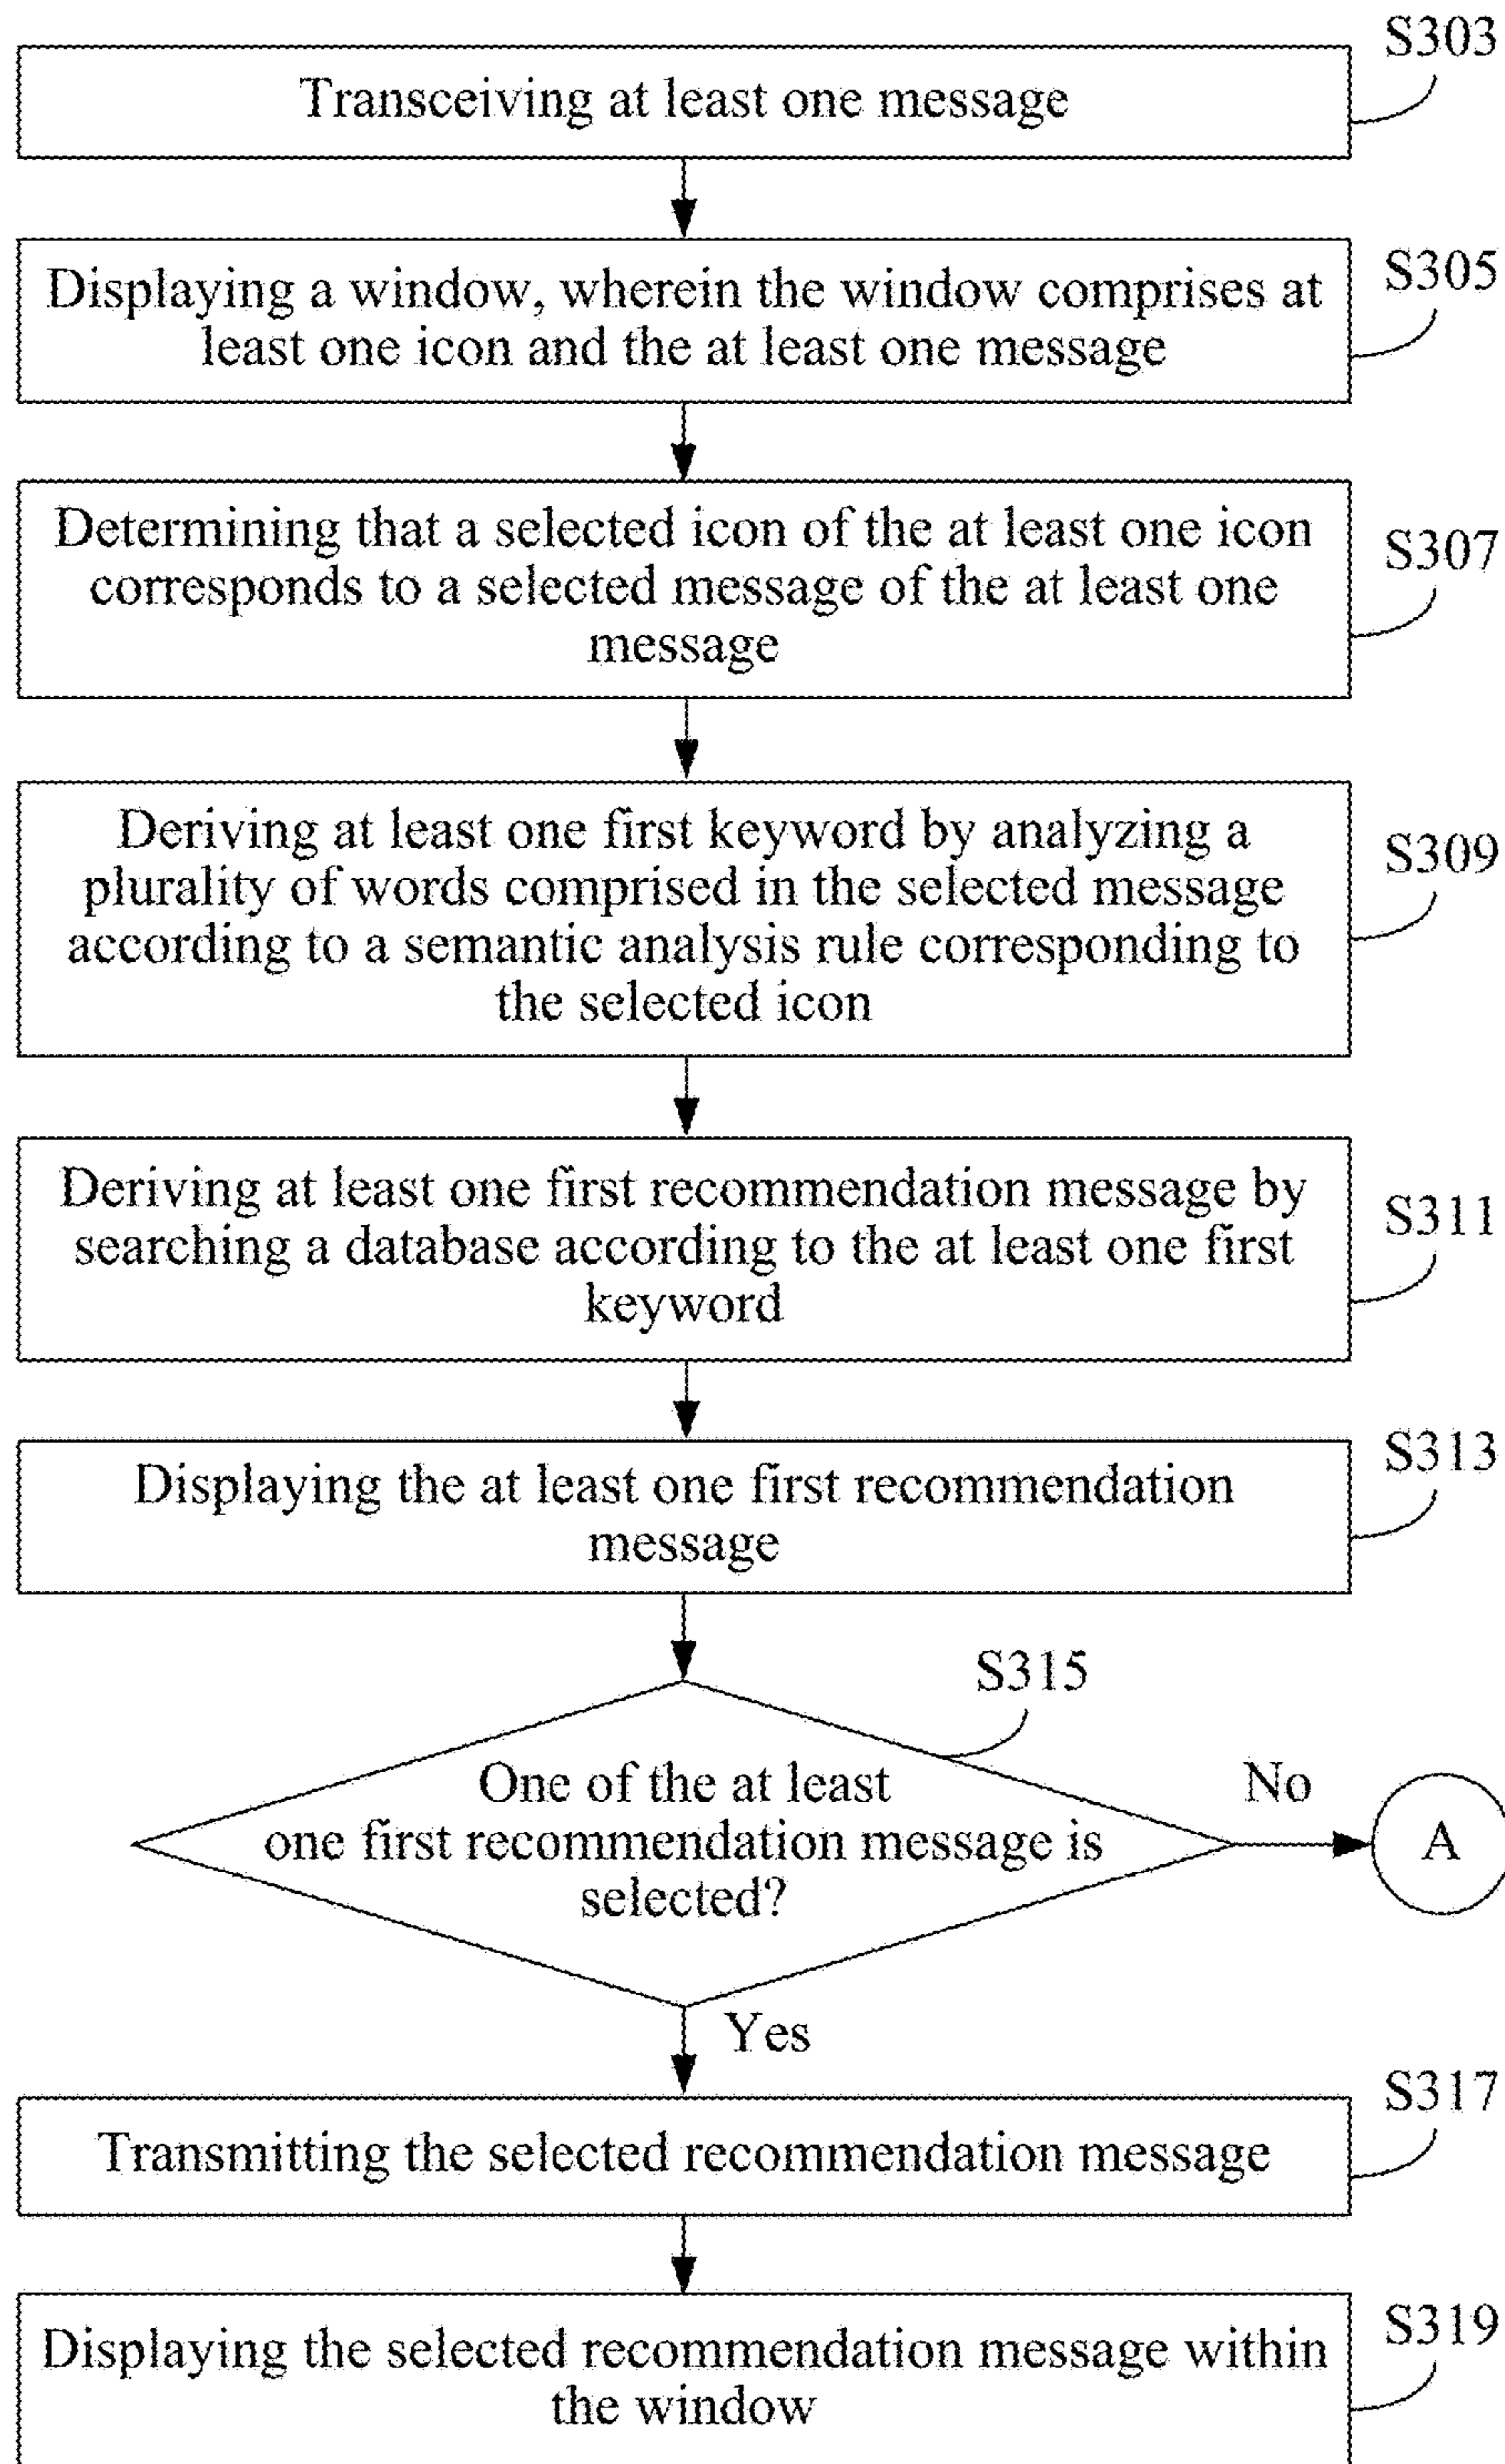 S303
Transceiving at least one message
S305
Displaying a window, wherein the window comprises at
least one icon and the at least one message
S307
Determining that a selected icon of the at least one icon
corresponds to a selected message of the at least one
message
S309
Deriving at least one first keyword by analyzing a
plurality of words comprised in the selected message
according to a semantic analysis rule corresponding to
the selected icon
S311
Deriving at least one first recommendation message by
searching a database according to the at least one first
keyword
S313
Displaying the at least one first recommendation
message
S315
One of the at least
one first recommendation message is
selected?
No
A
Yes
S317
Transmitting the selected recommendation message
S319
Displaying the selected recommendation message within
the window